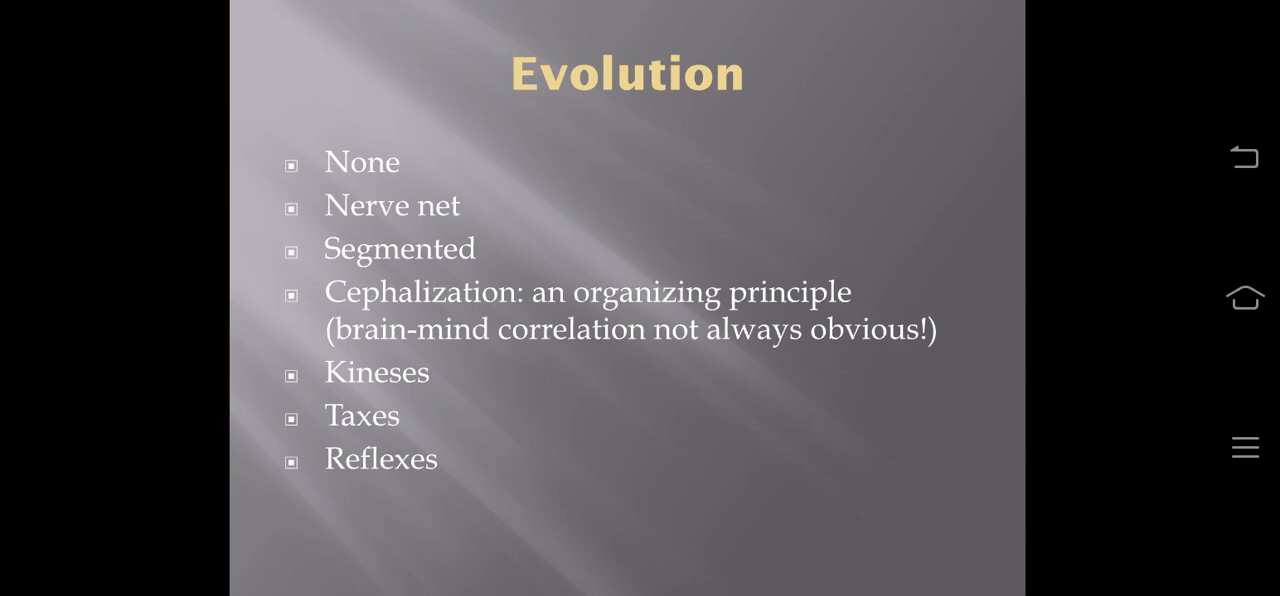 Evolution
None
Nerve net
Segmented
Cephalization: an organizing principle
(brain-mind correlation not always obvious!)
Kineses
Taxes
Reflexes